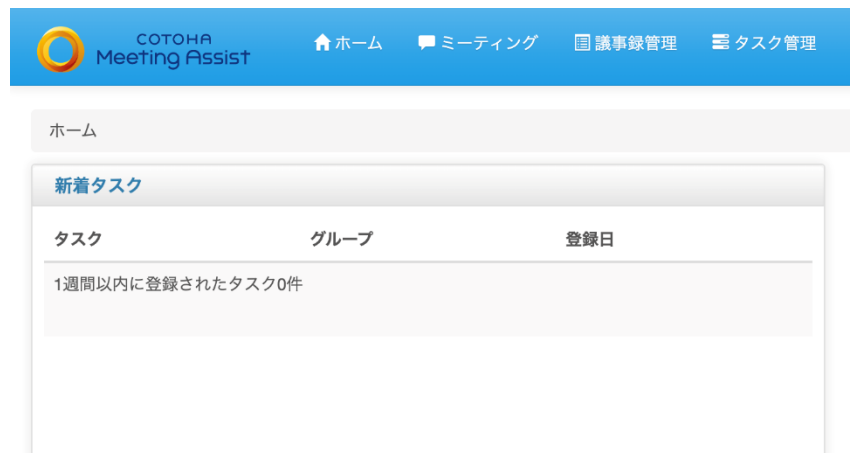 COTOHA
Meeting Assist
ホーム ミーティング 議事録管理 タスク管理
ホーム
新着タスク
タスク グループ 登録日
1週間以内に登録されたタスク0件